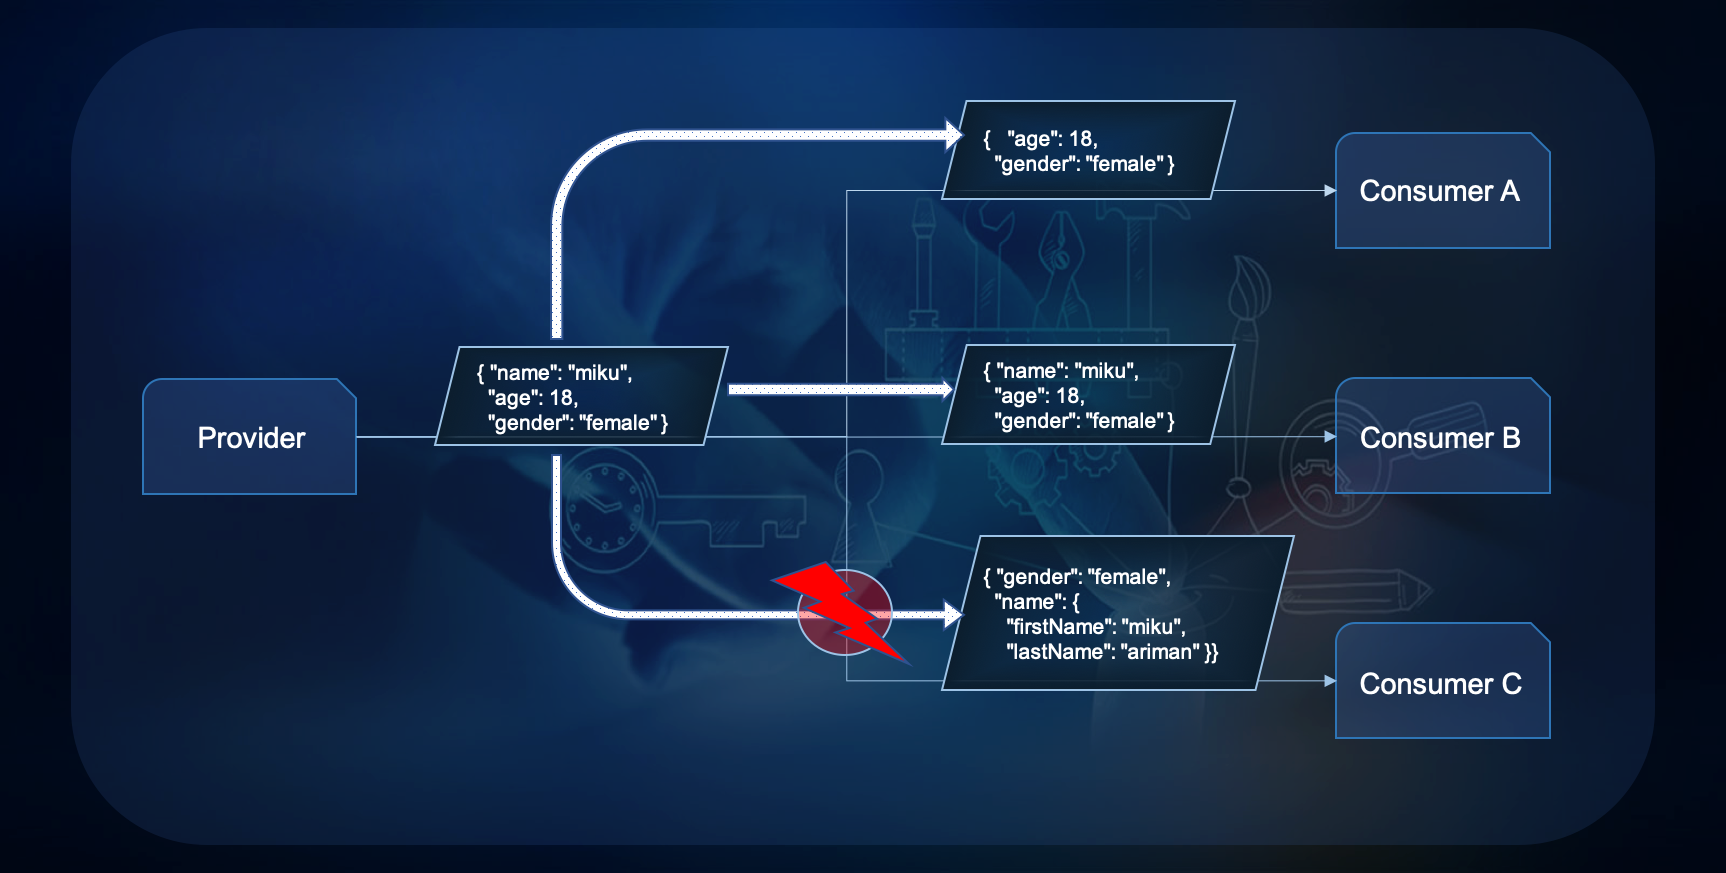 {   "age": 18,
"gender": "female" }
Consumer A
Provider
{ "name": "miku",
"age": 18,
"gender": "female" }
{ "name": "miku",
"age": 18,
"gender": "female" }
Consumer B
{ "gender": "female",
"name": {
"firstName": "miku",
"lastName": "ariman" }}
Consumer C